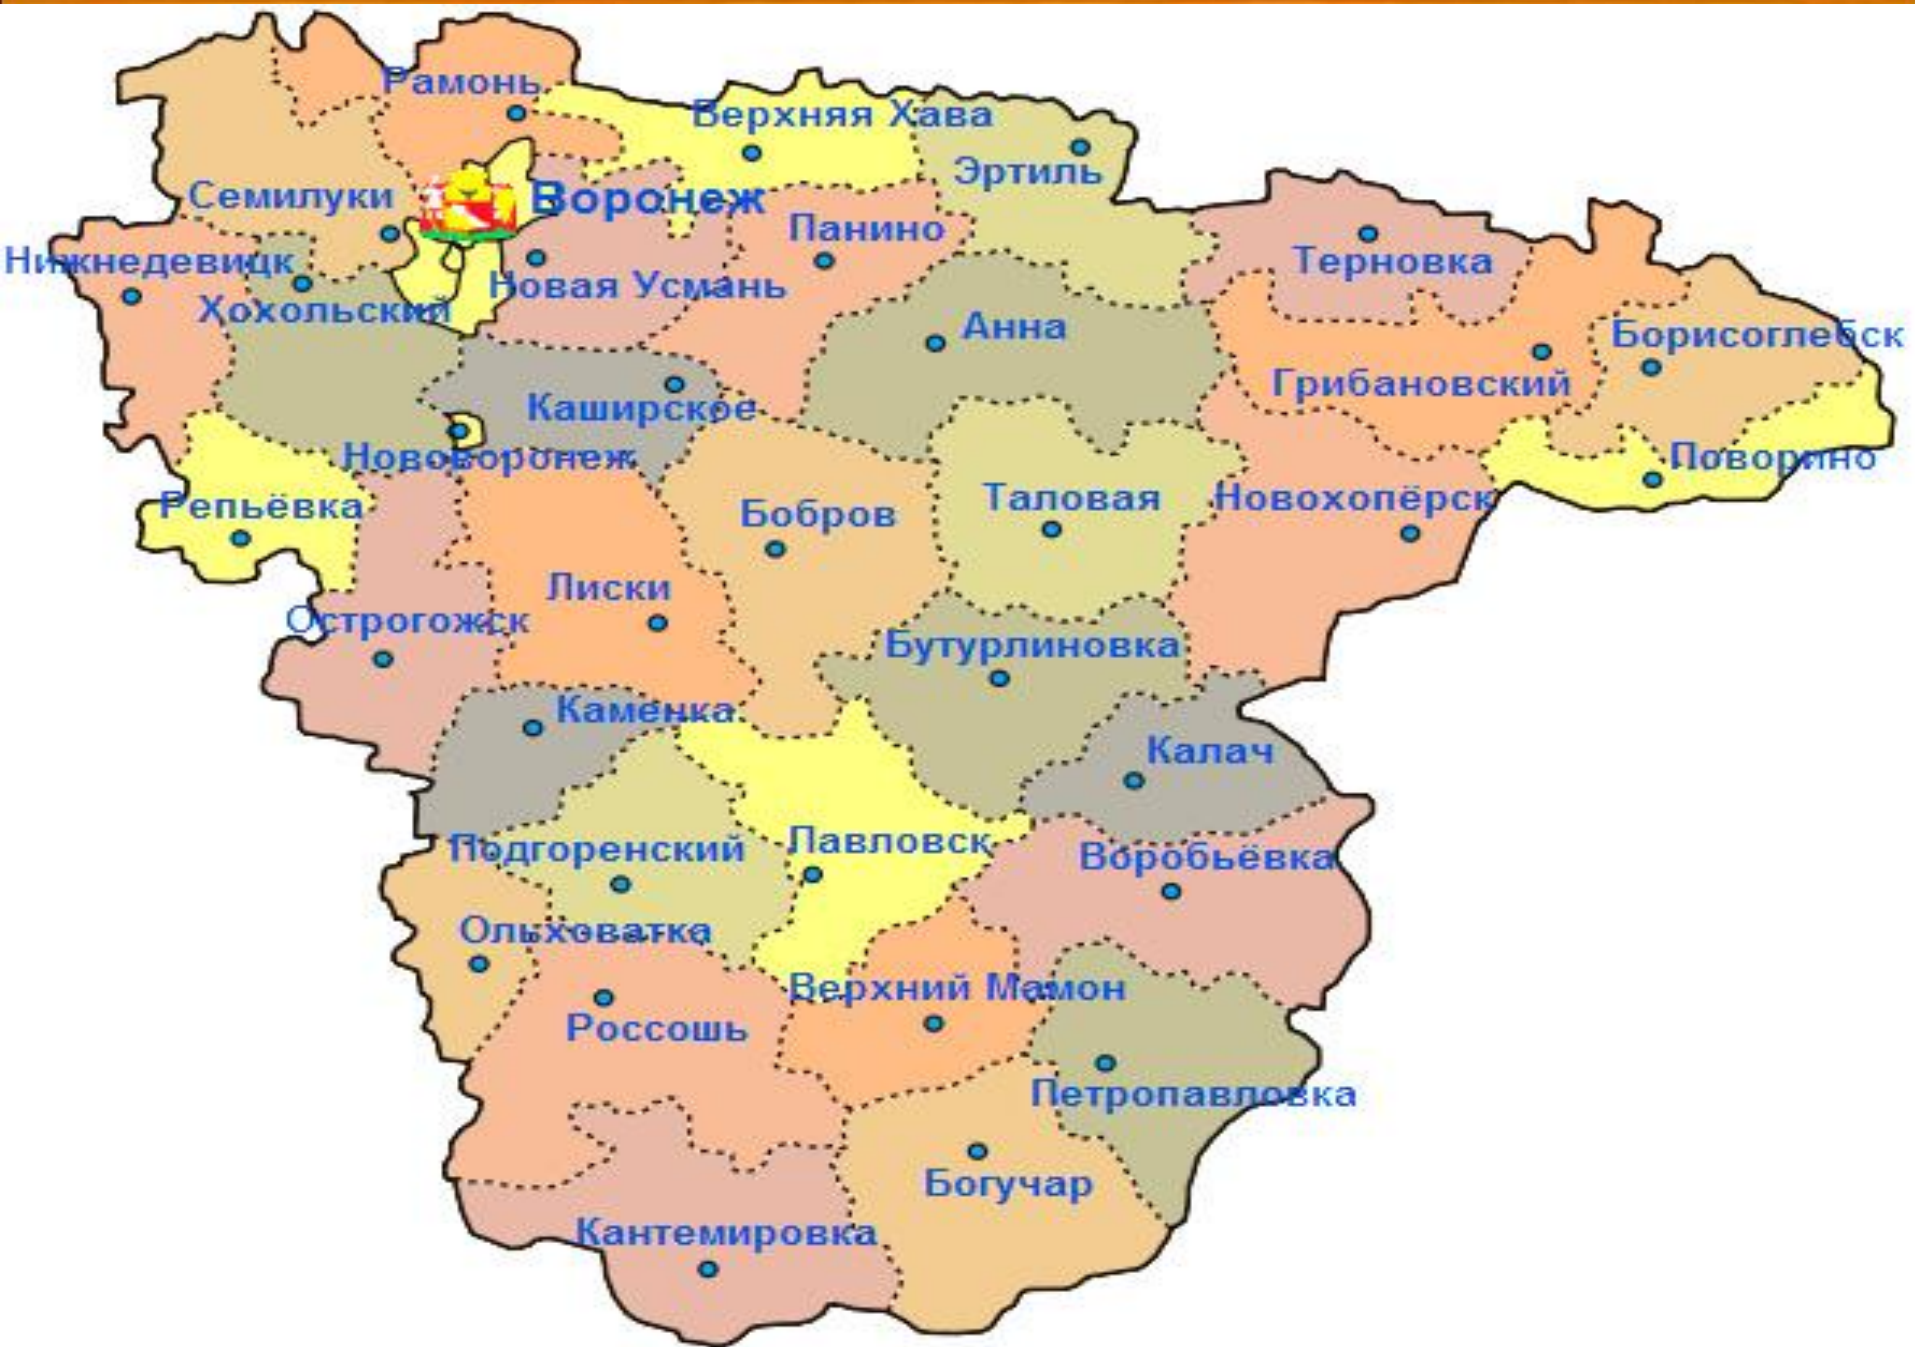 Рамонь
Верхняя Хава
Эртиль
Семилуки
Воронеж
Панино
Терновка
Нижнедевицк
Хохольский
Новая Усмань
Анна
Борисоглебск
Грибановский
Каширское
Нововоронеж
Поворино
Репьёвка
Бобров
Таловая
Новохопёрск
Лиски
Острогожск
Бутурлиновка
Каменка
Калач
Подгоренский
Павловск
Воробьёвка
Ольховатка
Верхний Мамон
Россошь
Петропавловка
Богучар
Кантемировка